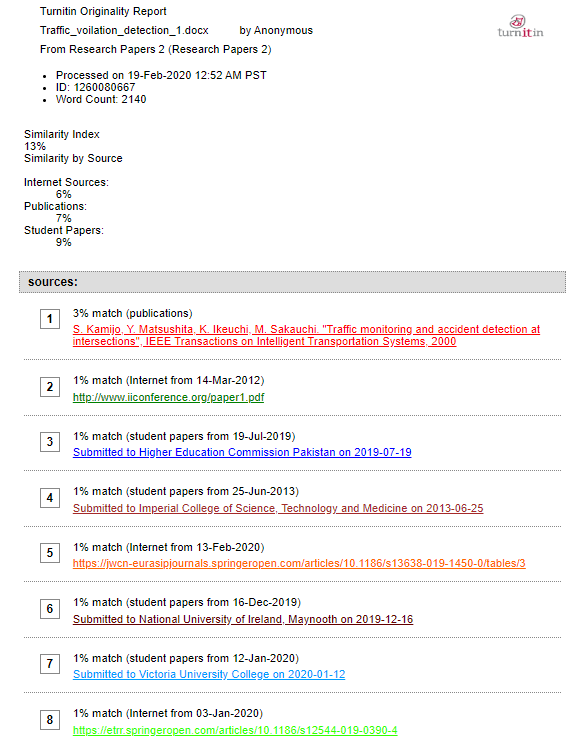 Turnitin Originality Report
Traffic_voilation_detection_1.docx by Anonymous
turnitin
From Research Papers 2 (Research Papers 2)
Processed on 19-Feb-2020 12:52 AM PST
ID: 1260080667
Word Count: 2140
Similarity Index
13%
Similarity by Source
Internet Sources:
6%
Publications:
7%
Student Papers:
9%
sources:
1
3% match (publications)
S. Kamijo, Y. Matsushita, K. Ikeuchi, M. Sakauchi. "Traffic monitoring and accident detection at
intersections", IEEE Transactions on Intelligent Transportation Systems, 2000
2
1% match (Internet from 14-Mar-2012)
http://www.iiconference.org/paper1.pdf
3
1% match (student papers from 19-Jul-2019)
Submitted to Higher Education Commission Pakistan on 2019-07-19
4
1% match (student papers from 25-Jun-2013)
Submitted to Imperial College of Science, Technology and Medicine on 2013-06-25
5
1% match (Internet from 13-Feb-2020)
https://jwcn-eurasipjournals.springeropen.com/articles/10.1186/s13638-019-1450-0/tables/3
6
1% match (student papers from 16-Dec-2019)
Submitted to National University of Ireland, Maynooth on 2019-12-16
7
1% match (student papers from 12-Jan-2020)
Submitted to Victoria University College on 2020-01-12
8
1% match (Internet from 03-Jan-2020)
https://etrr.springeropen.com/articles/10.1186/s12544-019-0390-4